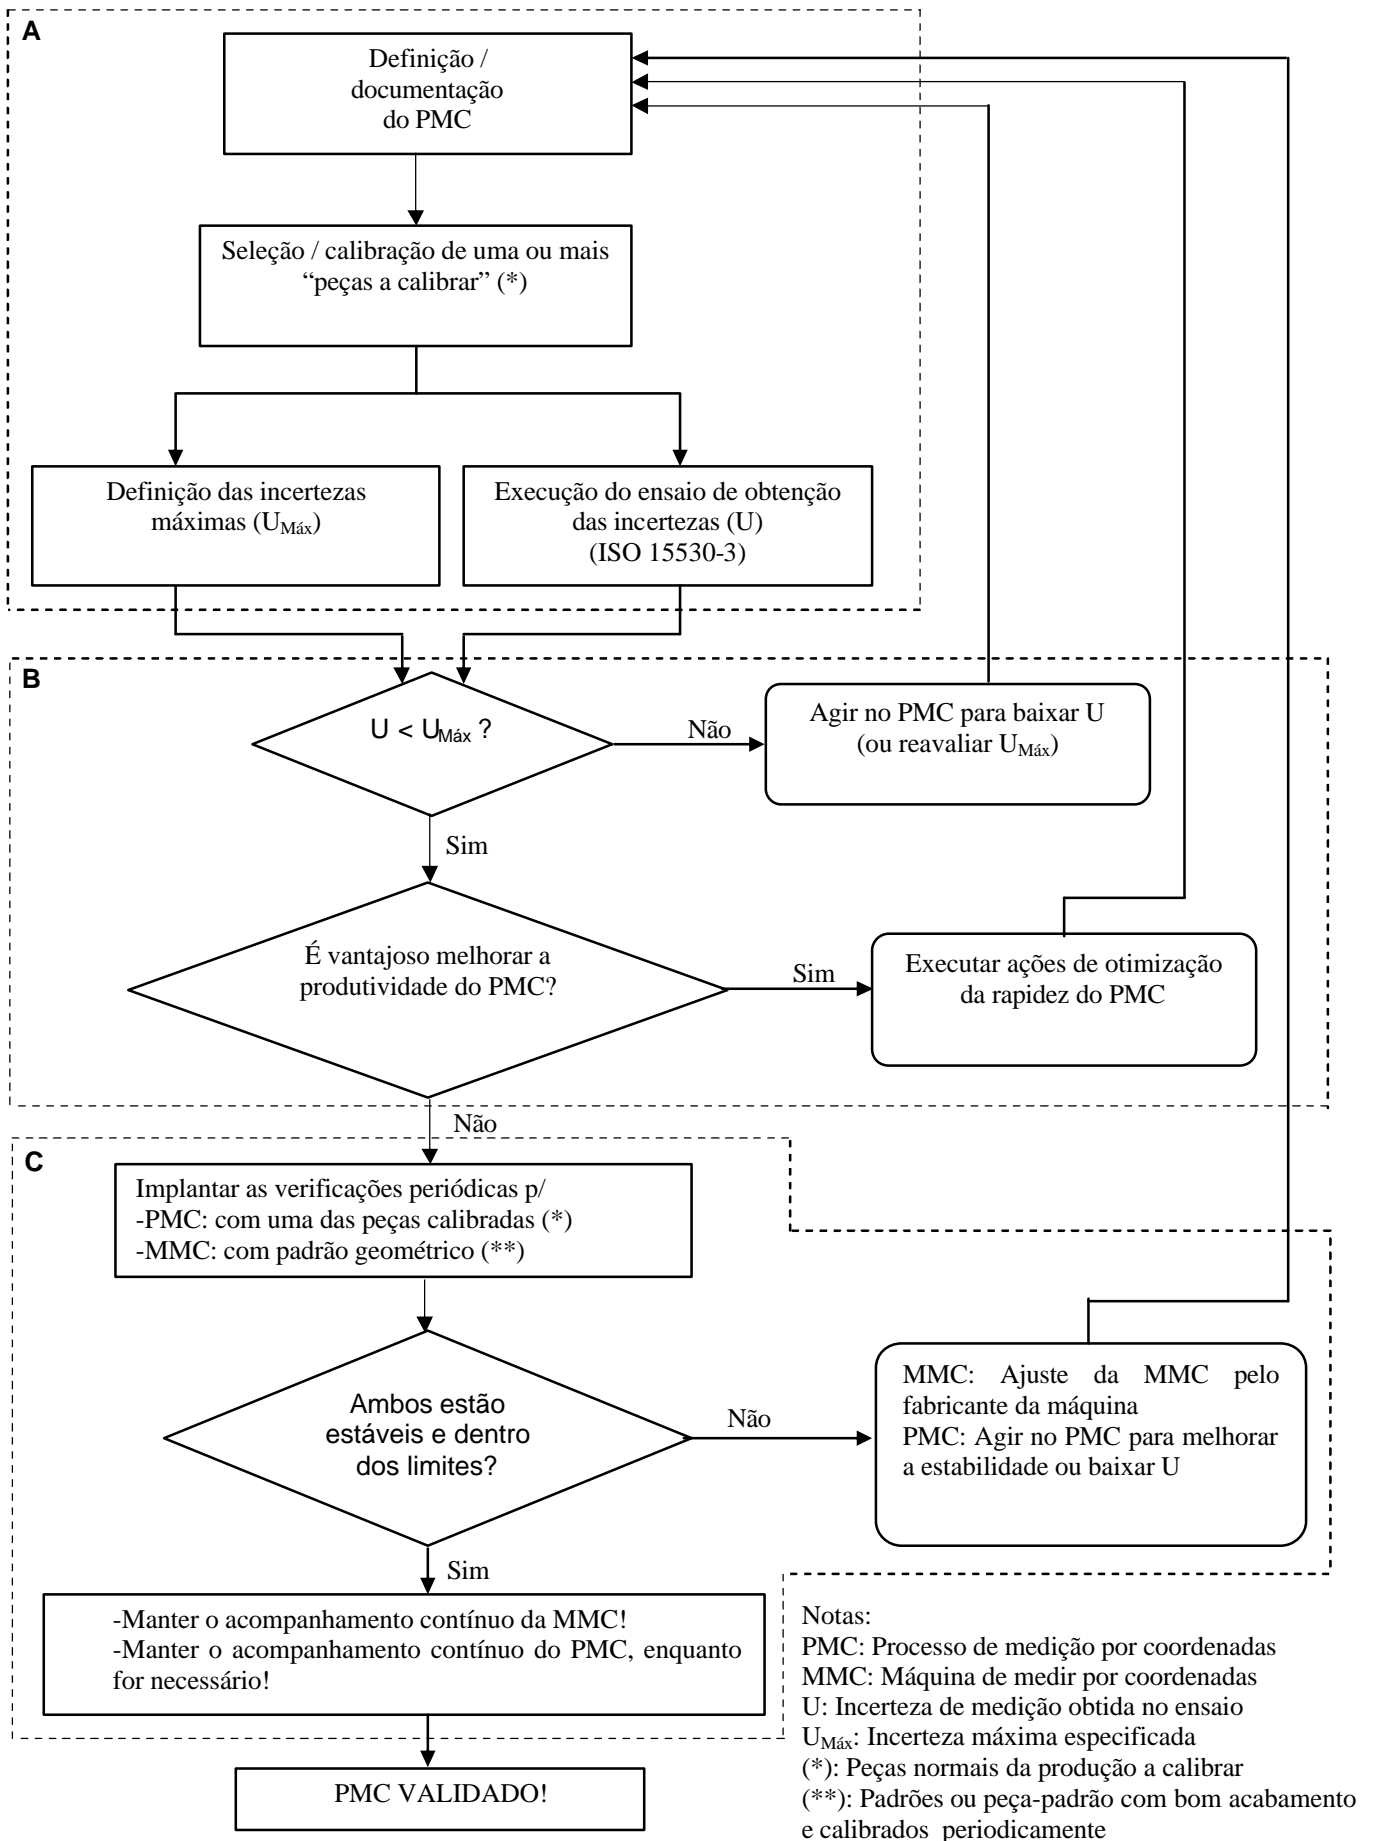 A
Definição /
documentação
do PMC
Seleção / calibração de uma ou mais
“peças a calibrar” (*)
Definição das incertezas
máximas (UMáx)
Execução do ensaio de obtenção
das incertezas (U)
(ISO 15530-3)
B
U < UMáx ?
Não
Agir no PMC para baixar U
(ou reavaliar UMáx)
Sim
É vantajoso melhorar a
produtividade do PMC?
Sim
Executar ações de otimização
da rapidez do PMC
Não
C
Implantar as verificações periódicas p/
-PMC: com uma das peças calibradas (*)
-MMC: com padrão geométrico (**)
Ambos estão
estáveis e dentro
dos limites?
Não
MMC: Ajuste da MMC pelo
fabricante da máquina
PMC: Agir no PMC para melhorar
a estabilidade ou baixar U
Sim
-Manter o acompanhamento contínuo da MMC!
-Manter o acompanhamento contínuo do PMC, enquanto
for necessário!
PMC VALIDADO!
Notas:
PMC: Processo de medição por coordenadas
MMC: Máquina de medir por coordenadas
U: Incerteza de medição obtida no ensaio
UMáx: Incerteza máxima especificada
(*): Peças normais da produção a calibrar
(**): Padrões ou peça-padrão com bom acabamento
e calibrados periodicamente